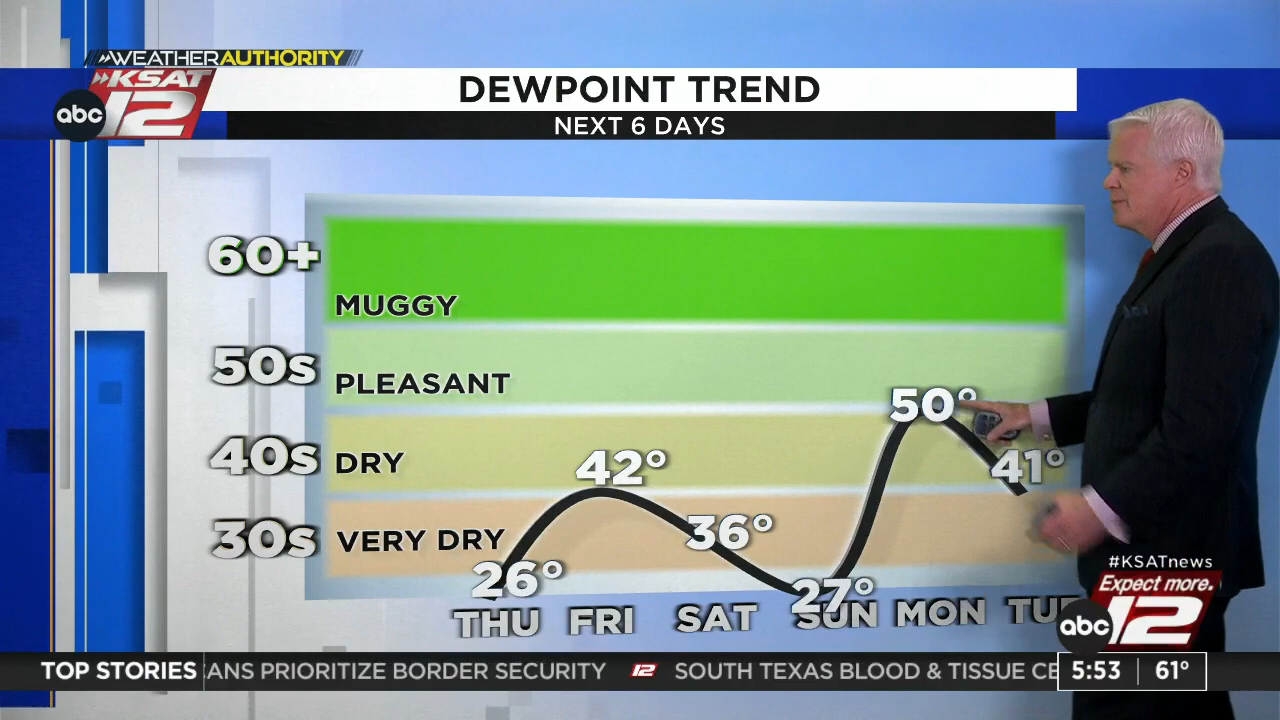 WEATHERAUTHORITY
KSAT
abc 12
DEWPOINT TREND
NEXT 6 DAYS
60+
MUGGY
50s
PLEASANT
50°
40s
DRY
42°
41°
36°
30s
VERY DRY
26°
27°
THU FRI SAT SUN MON TUE
#KSATnews
Expect more.
abc 12
TOP STORIES
ANS PRIORITIZE BORDER SECURITY 12 SOUTH TEXAS BLOOD & TISSUE CE
5:53 61°